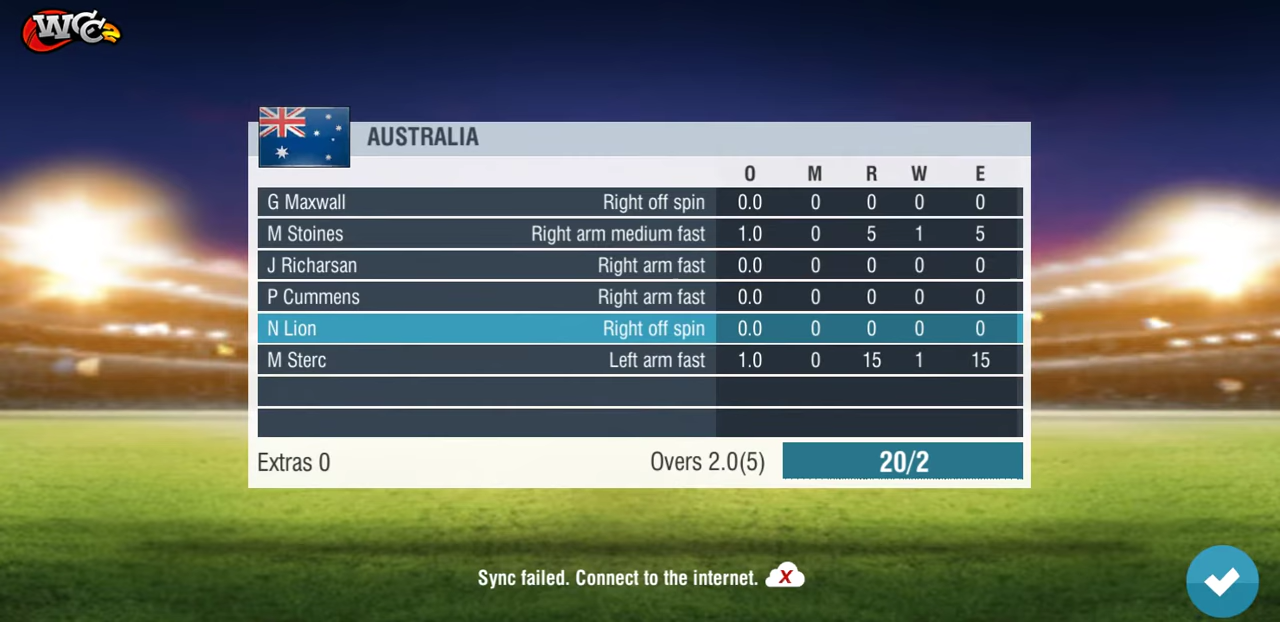 WCC
AUSTRALIA
O M R W E
G Maxwall Right off spin 0.0 0 0 0 0
M Stoines Right arm medium fast 1.0 0 5 1 5
J Richarsan Right arm fast 0.0 0 0 0 0
P Cummens Right arm fast 0.0 0 0 0 0
N Lion Right off spin 0.0 0 0 0 0
M Sterc Left arm fast 1.0 0 15 1 15
Extras 0 Overs 2.0(5) 20/2
Sync failed. Connect to the internet. X